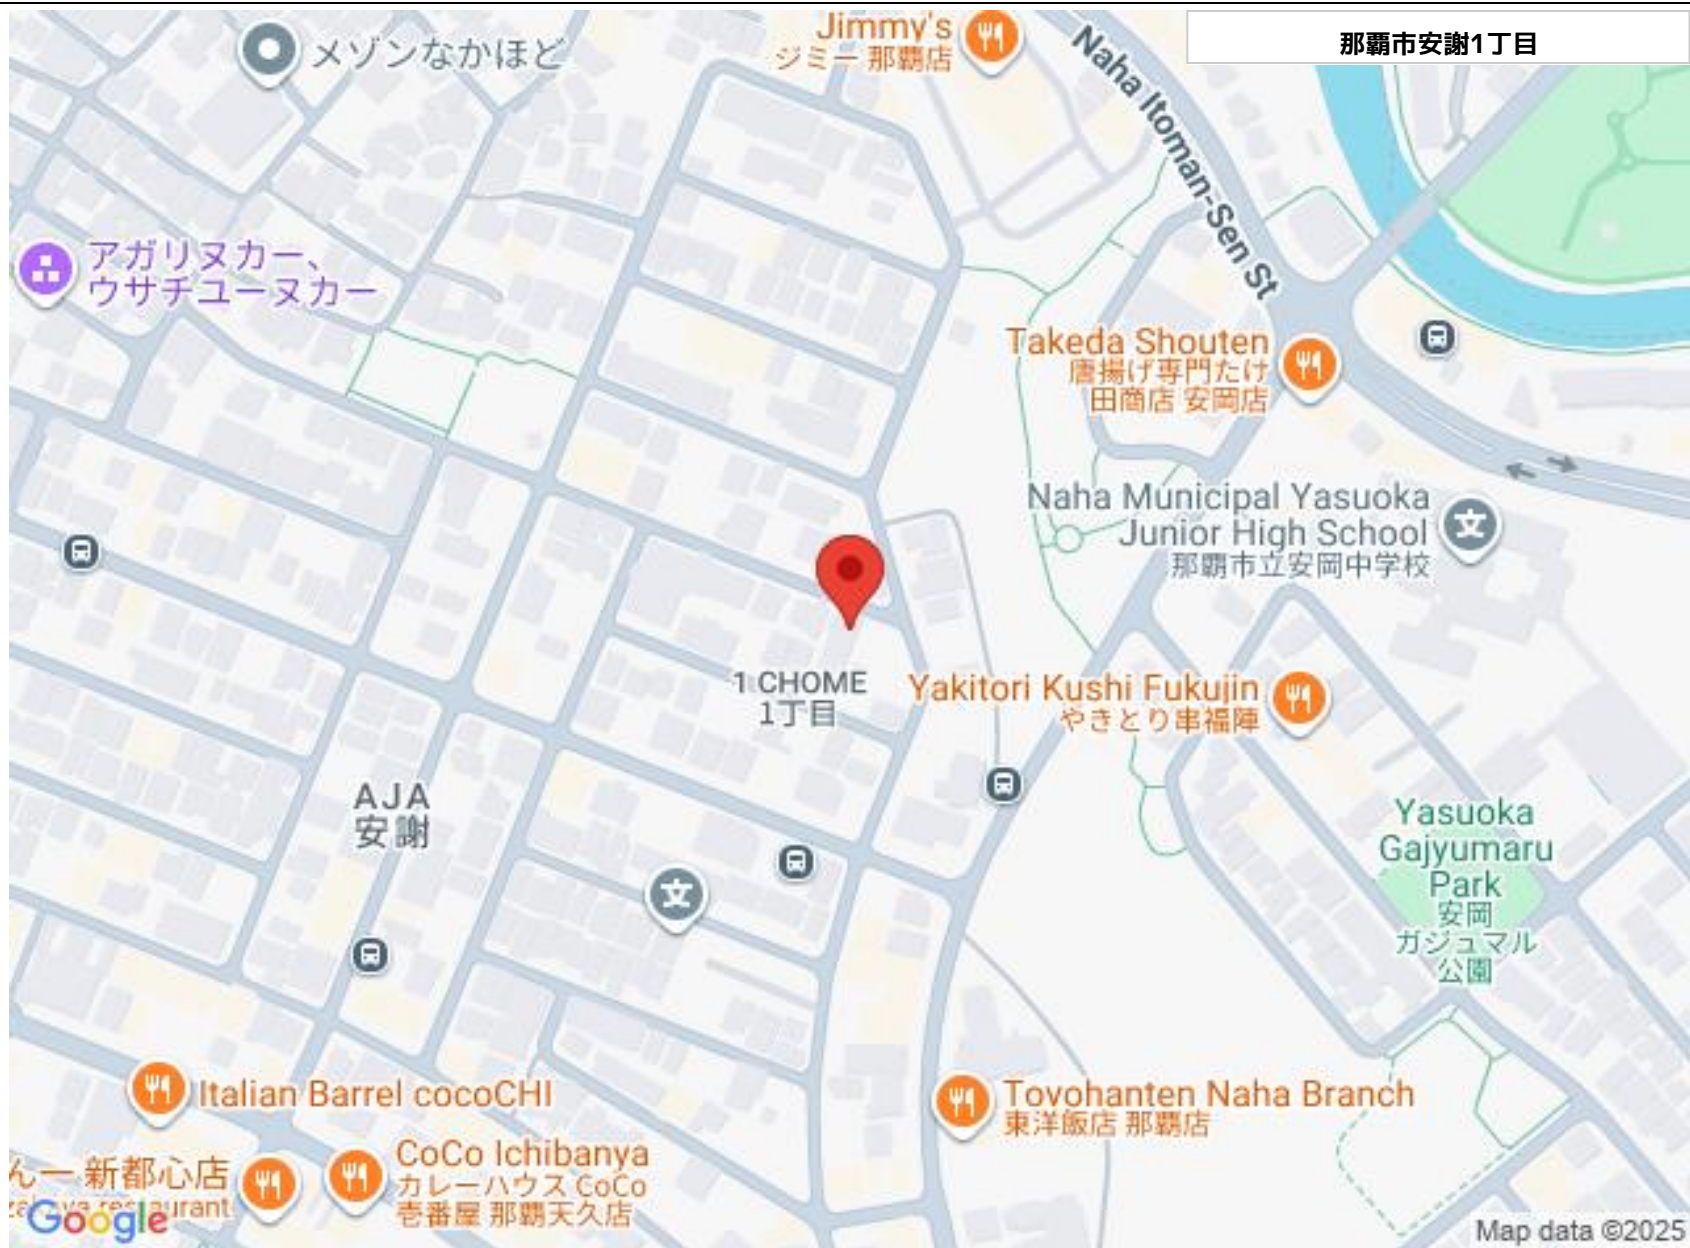 Jimmy's
ジミー 那覇店
那覇市安謝1丁目
メゾンなかほど
Naha Itoman-Sen St
アガリヌカー、
ウサチユーヌカー
Takeda Shouten
唐揚げ専門たけ
田商店 安岡店
Naha Municipal Yasuoka
Junior High School
那覇市立安岡中学校
文
1 CHOME
1丁目
Yakitori Kushi Fukujin
やきとり串福陣
AJA
安謝
文
Yasuoka
Gajyumaru
Park
安岡
ガジュマル
公園
Italian Barrel cocoCHI
Toyohanten Naha Branch
東洋飯店 那覇店
CoCo Ichibanya
カレーハウス CoCo
壱番屋 那覇天久店
ん一 新都心店
Google
Map data ©2025